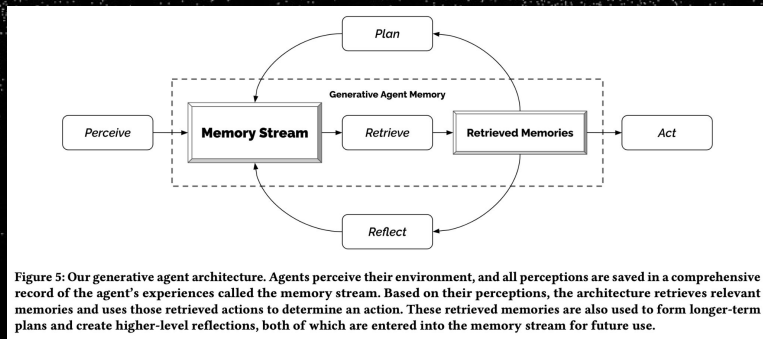 Plan
Generative Agent Memory
Perceive
Memory Stream
Retrieve
Retrieved Memories
Act
Reflect
Figure 5: Our generative agent architecture. Agents perceive their environment, and all perceptions are saved in a comprehensive
record of the agent's experiences called the memory stream. Based on their perceptions, the architecture retrieves relevant
memories and uses those retrieved actions to determine an action. These retrieved memories are also used to form longer-term
plans and create higher-level reflections, both of which are entered into the memory stream for future use.